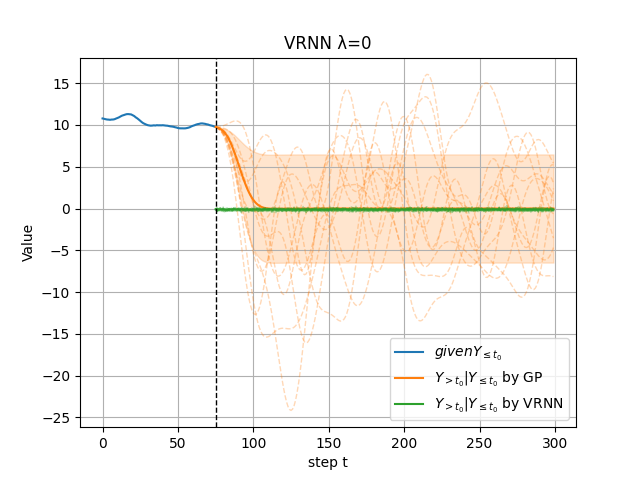 VRNN λ=0
Value
15
10
5
0
−5
−10
−15
−20
−25
given Y≤t₀
Y>t₀|Y≤t₀ by GP
Y>t₀|Y≤t₀ by VRNN
0 50 100 150 200 250 300
step t